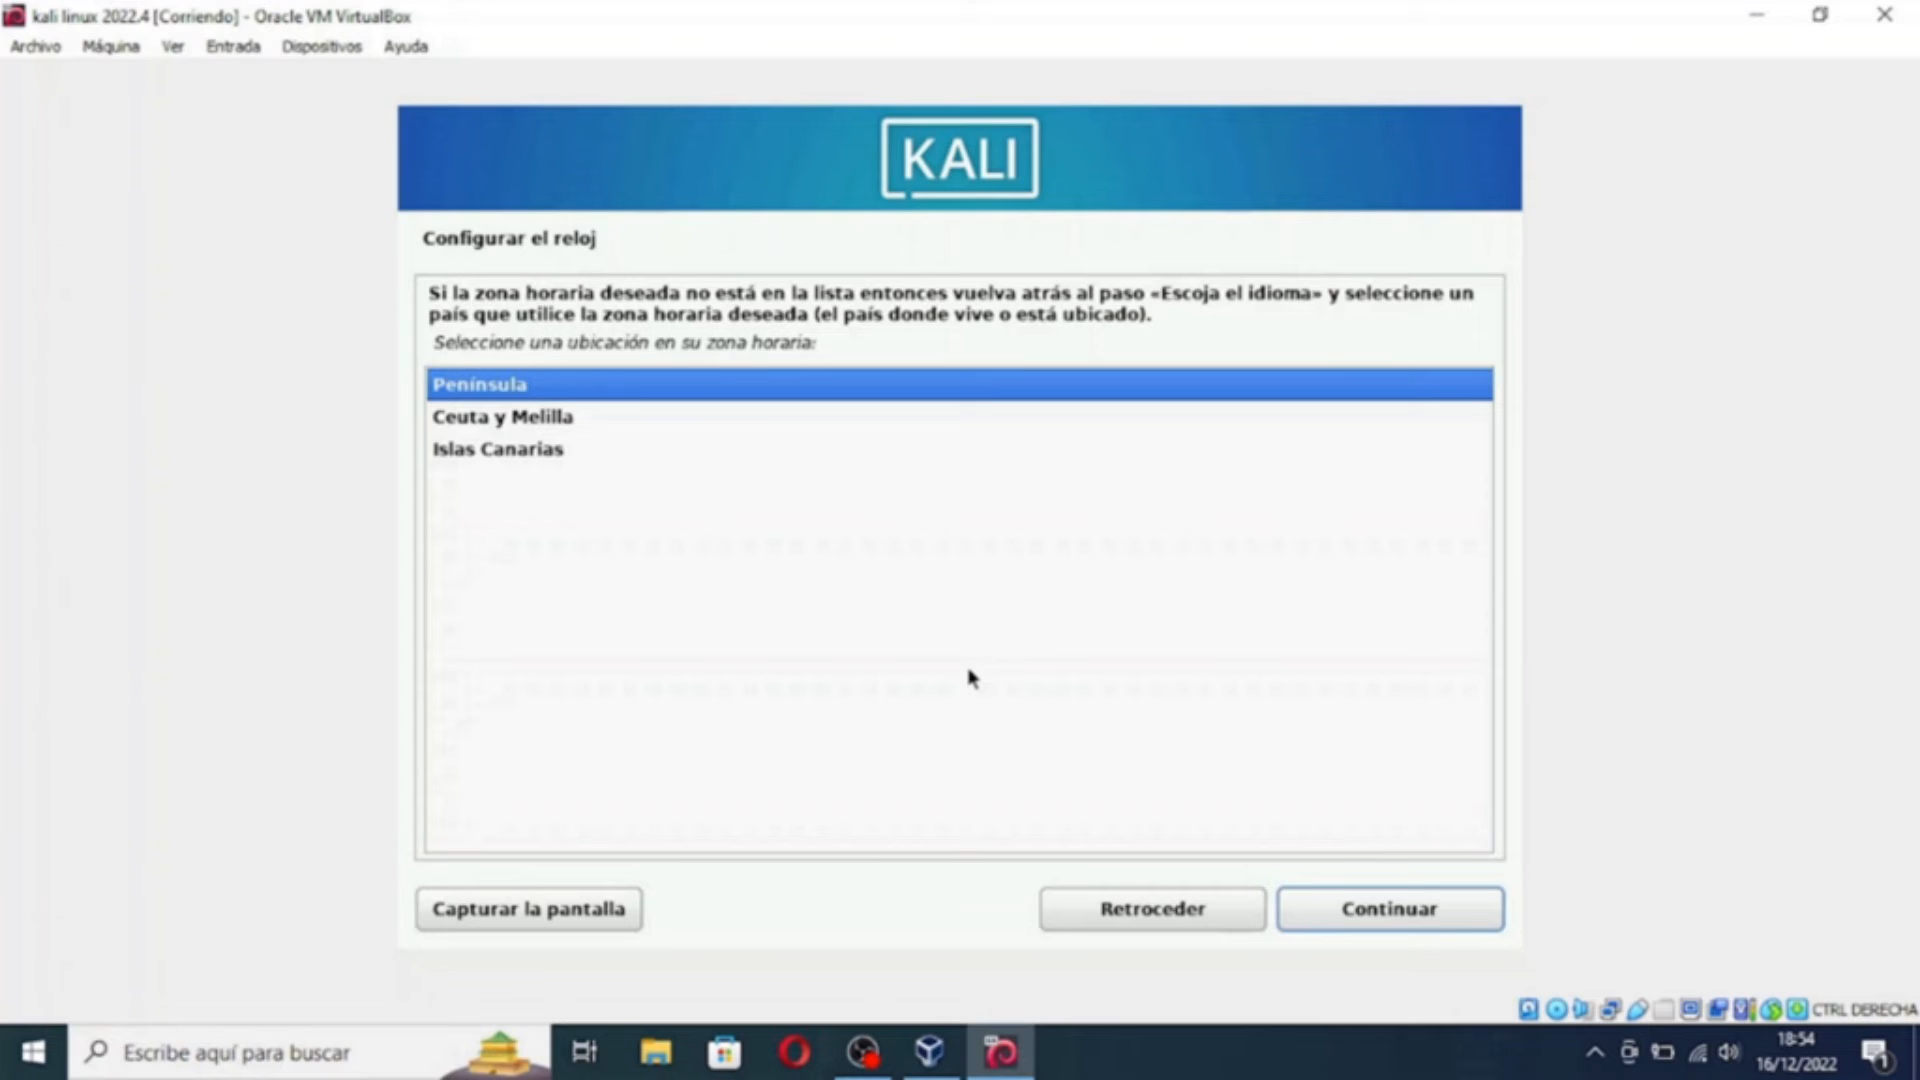 kali linux 2022.4 [Corriendo] - Oracle VM VirtualBox
Archivo Máquina Ver Entrada Dispositivos Ayuda
KALI
Configurar el reloj
Si la zona horaria deseada no está en la lista entonces vuelva atrás al paso «Escoja el idioma» y seleccione un
país que utilice la zona horaria deseada (el país donde vive o está ubicado).
Seleccione una ubicación en su zona horaria:
Península
Ceuta y Melilla
Islas Canarias
Capturar la pantalla
Retroceder
Continuar
CTRL DERECHA
Escribe aquí para buscar
18:54
16/12/2022
1